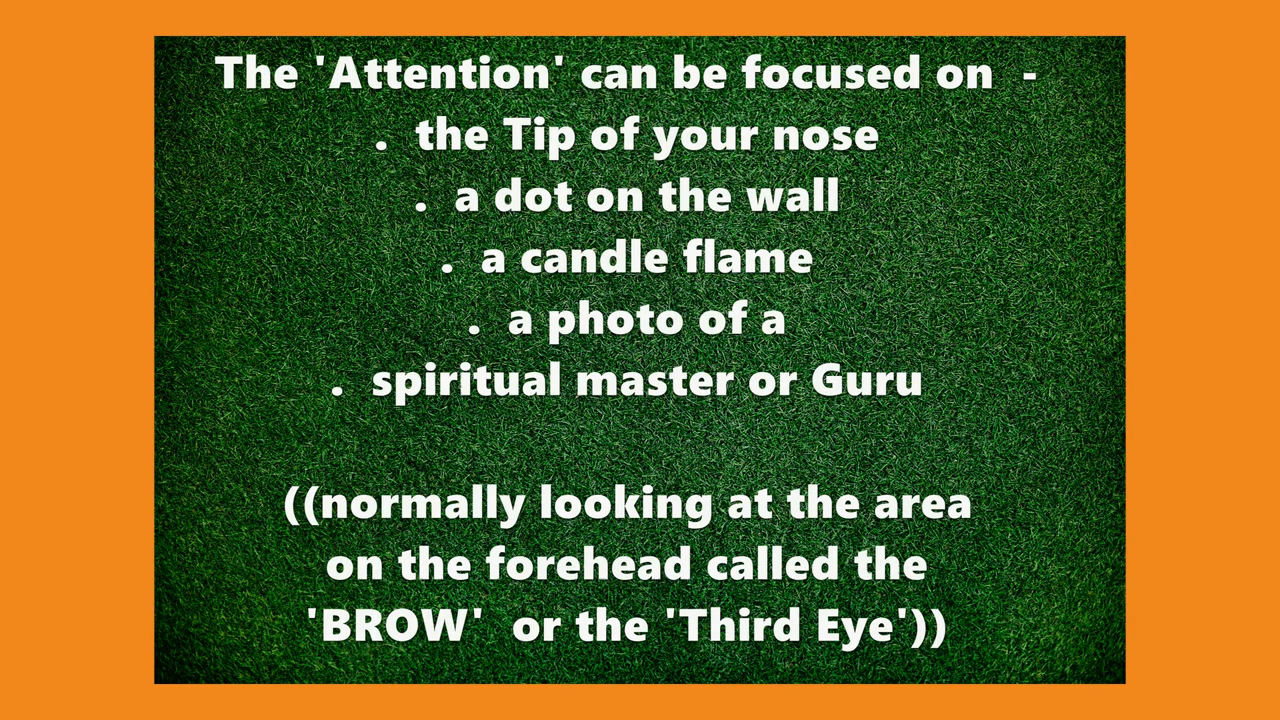 The 'Attention' can be focused on  -
.  the Tip of your nose
.  a dot on the wall
.  a candle flame
.  a photo of a
.  spiritual master or Guru
((normally looking at the area
on the forehead called the
'BROW'  or the 'Third Eye'))